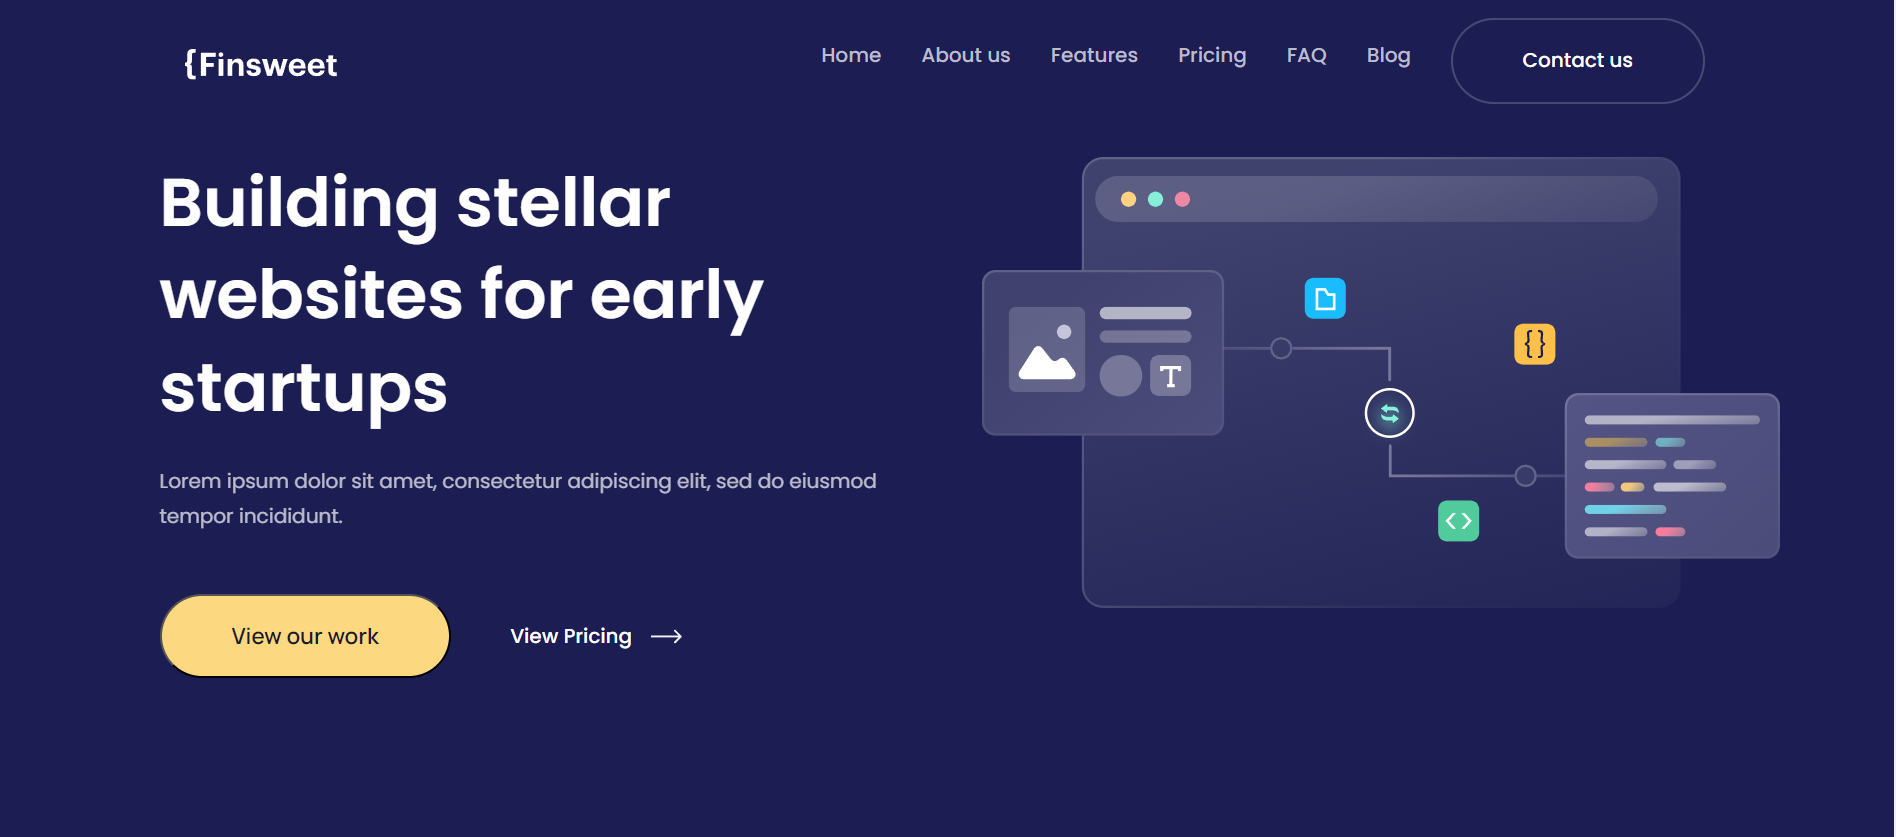 {Finsweet
Home About us Features Pricing FAQ Blog Contact us
Building stellar
websites for early
startups
Lorem ipsum dolor sit amet, consectetur adipiscing elit, sed do eiusmod
tempor incididunt.
View our work
View Pricing
T
{}
<>